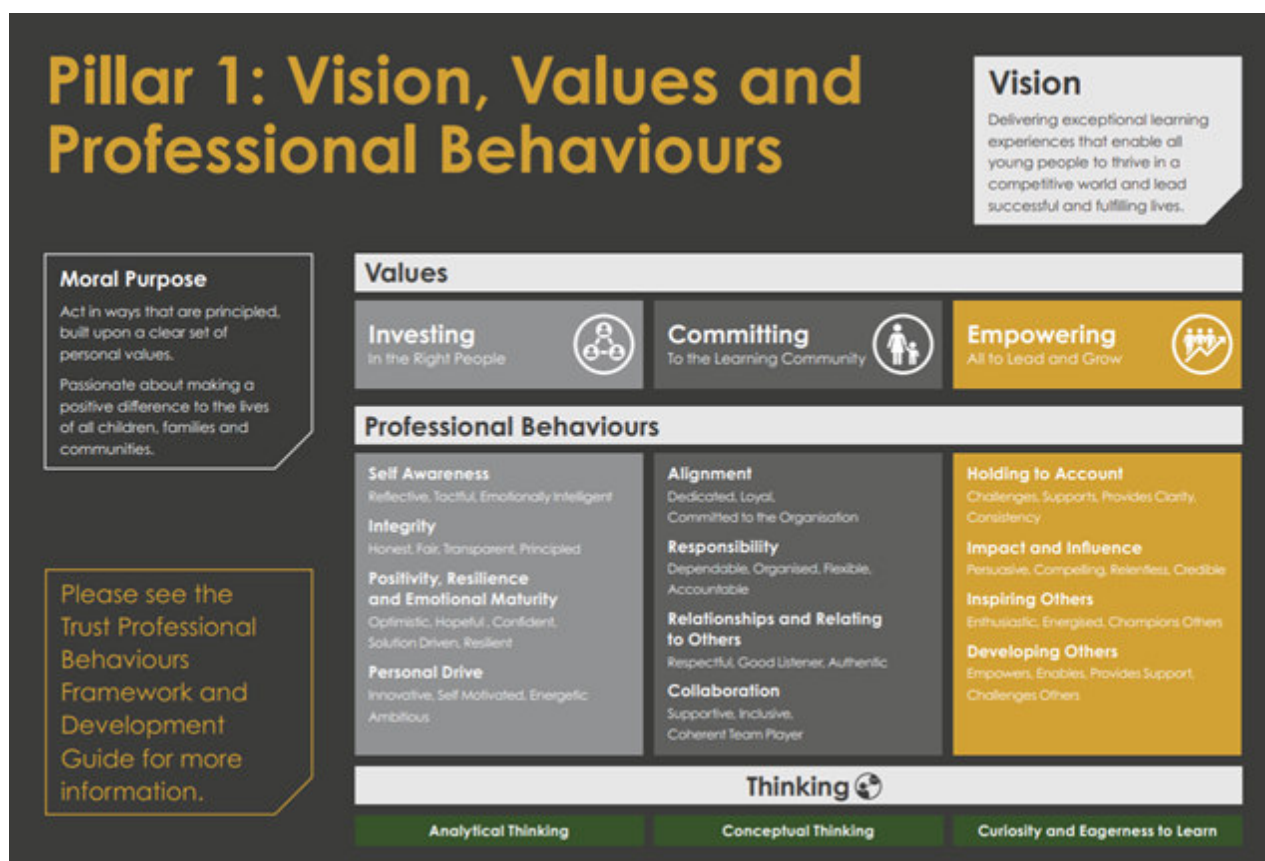 Pillar 1: Vision, Values and
Professional Behaviours
Vision
Delivering exceptional learning
experiences that enable all
young people to thrive in a
competitive world and lead
successful and fulfilling lives.
Moral Purpose
Act in ways that are principled,
built upon a clear set of
personal values.
Passionate about making a
positive difference to the lives
of all children, families and
communities.
Please see the
Trust Professional
Behaviours
Framework and
Development
Guide for more
information.
Values
Investing
In the Right People
Committing
To the Learning Community
Empowering
All to Lead and Grow
Professional Behaviours
Self Awareness
Reflective, Tactful, Emotionally Intelligent
Integrity
Honest, Fair, Transparent, Principled
Positivity, Resilience
and Emotional Maturity
Optimistic, Hopeful, Confident,
Solution Driven, Resilient
Personal Drive
Innovative, Self Motivated, Energetic
Ambitious
Alignment
Dedicated, Loyal,
Committed to the Organisation
Responsibility
Dependable, Organised, Flexible,
Accountable
Relationships and Relating
to Others
Respectful, Good Listener, Authentic
Collaboration
Supportive, Inclusive,
Coherent Team Player
Holding to Account
Challenges, Supports, Provides Clarity,
Consistency
Impact and Influence
Persuasive, Compelling, Relentless, Credible
Inspiring Others
Enthusiastic, Energised, Champions Others
Developing Others
Empowers, Enables, Provides Support,
Challenges Others
Thinking
Analytical Thinking
Conceptual Thinking
Curiosity and Eagerness to Learn